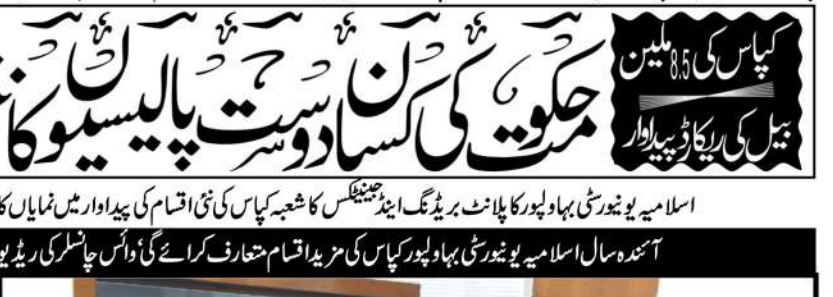 کپاس کی 8.5 ملین
بیل کی ریکارڈ پیداوار
حکومت کی کسان دوست پالیسیوں کا
اسلامیہ یونیورسٹی بہاولپور کا پلانٹ بریڈنگ اینڈ جینیٹکس کا شعبہ کپاس کی نئی اقسام کی پیداوار میں نمایاں
آئندہ سال اسلامیہ یونیورسٹی بہاولپور کپاس کی مزید اقسام متعارف کرائے گی، وائس چانسلر کی